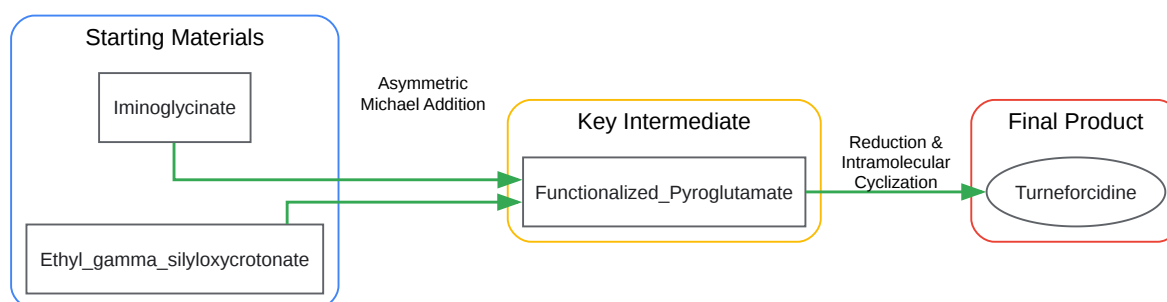 Starting Materials
Iminoglycinate
Ethyl_gamma_silyloxycrotonate
Asymmetric
Michael Addition
Key Intermediate
Functionalized_Pyroglutamate
Reduction &
Intramolecular
Cyclization
Final Product
Turneforcidine